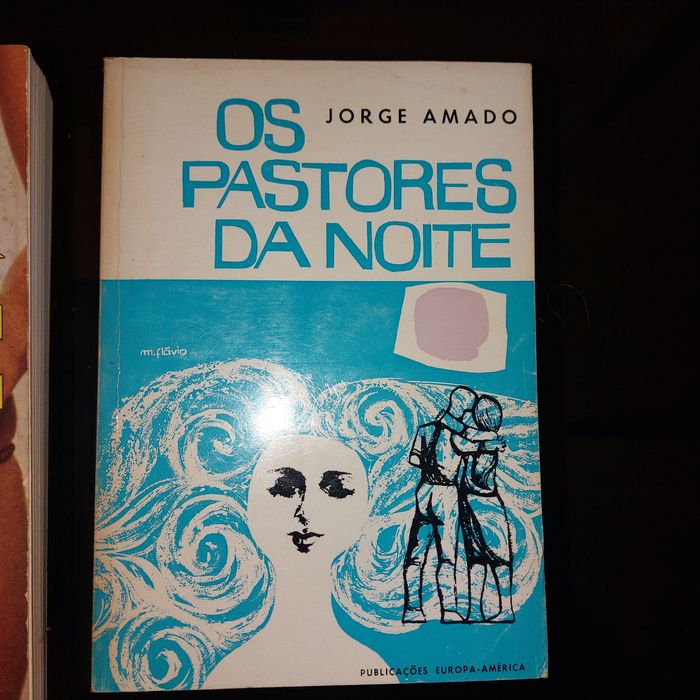 JORGE AMADO
OS
PASTORES
DA NOITE
m.flávio
PUBLICAÇÕES EUROPA-AMÉRICA